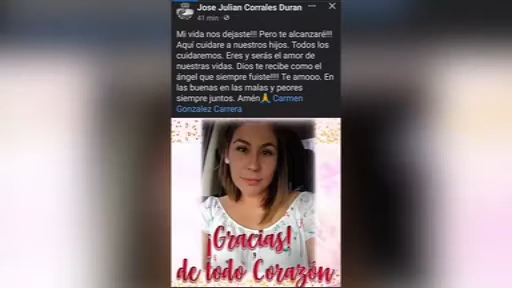 Jose Julian Corrales Duran
41 min
Mi vida nos dejaste!!! Pero te alcanzaré!!!
Aquí cuidare a nuestros hijos. Todos los
cuidaremos. Eres y serás el amor de
nuestras vidas. Dios te recibe como el
ángel que siempre fuiste!!!! Te amooo. En
las buenas en las malas y peores
siempre juntos. Amén🙏 Carmen
Gonzalez Carrera
¡Gracias!
de todo Corazón